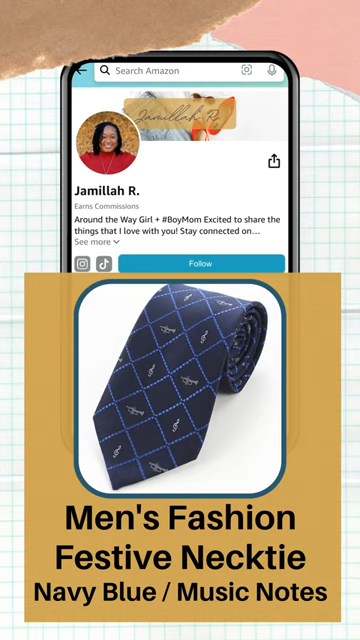 Search Amazon
Jamillah R.
Jamillah R.
Earns Commissions
Around the Way Girl + #BoyMom Excited to share the
things that I love with you! Stay connected on...
See more
Follow
Men's Fashion
Festive Necktie
Navy Blue / Music Notes